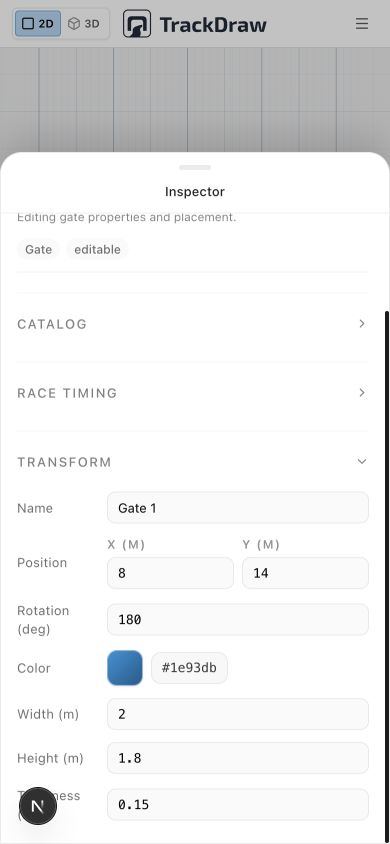 2D 3D TrackDraw
Inspector
Editing gate properties and placement.
Gate editable
CATALOG
RACE TIMING
TRANSFORM
Name Gate 1
X (M) Y (M)
Position 8 14
Rotation
(deg) 180
Color #1e93db
Width (m) 2
Height (m) 1.8
N 0.15